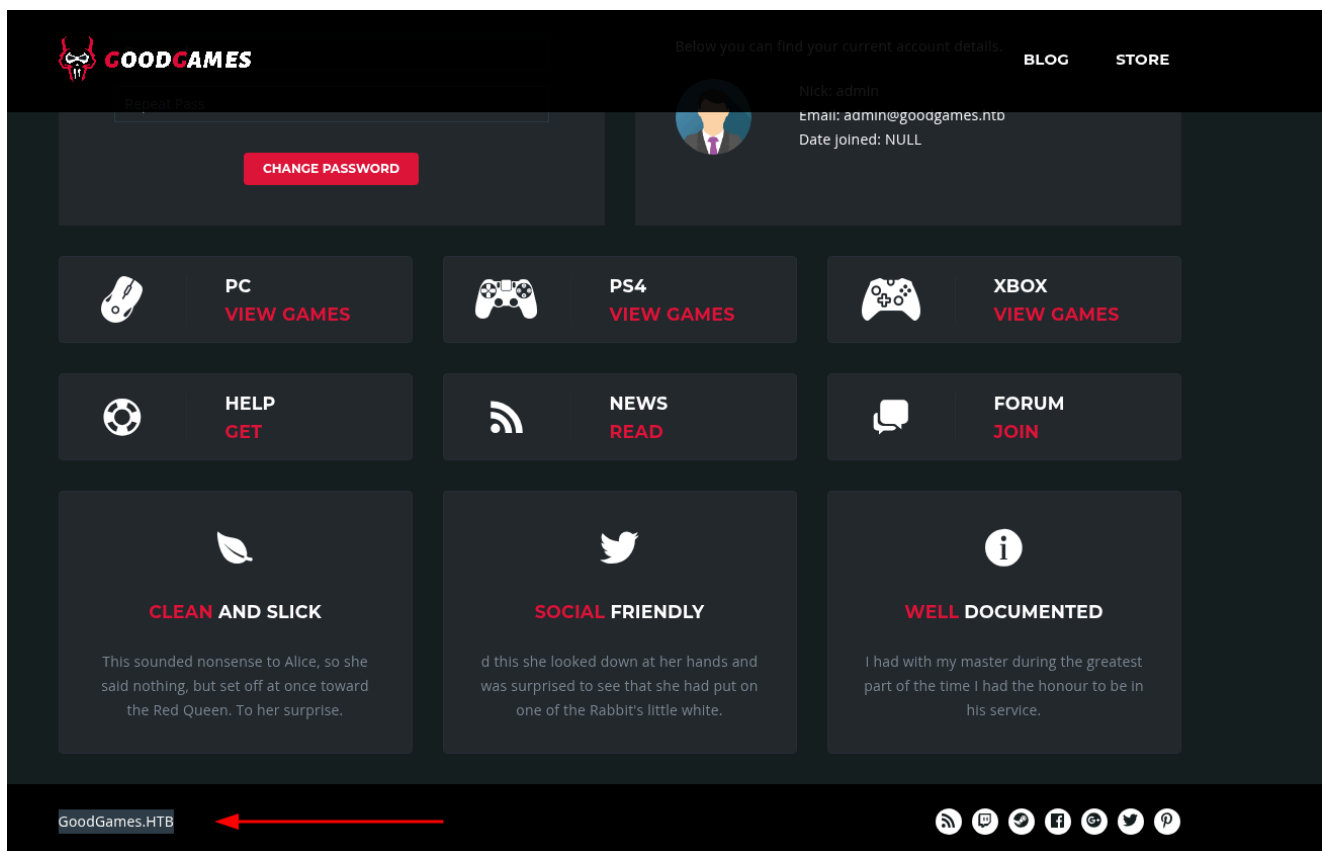 GOODGAMES
BLOG
STORE
Below you can find your current account details.
Repeat Pass
Nick: admin
Email: admin@goodgames.htb
Date joined: NULL
CHANGE PASSWORD
PC
VIEW GAMES
PS4
VIEW GAMES
XBOX
VIEW GAMES
HELP
GET
NEWS
READ
FORUM
JOIN
CLEAN AND SLICK
This sounded nonsense to Alice, so she
said nothing, but set off at once toward
the Red Queen. To her surprise.
SOCIAL FRIENDLY
d this she looked down at her hands and
was surprised to see that she had put on
one of the Rabbit's little white.
WELL DOCUMENTED
I had with my master during the greatest
part of the time I had the honour to be in
his service.
GoodGames.HTB